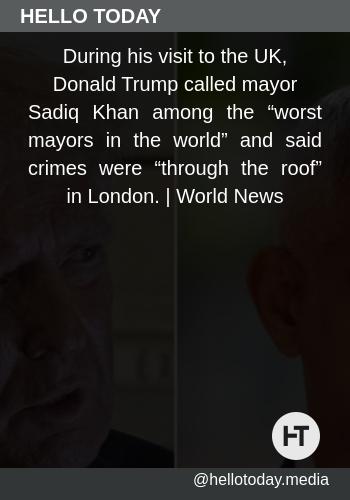 HELLO TODAY
During his visit to the UK,
Donald Trump called mayor
Sadiq Khan among the “worst
mayors in the world” and said
crimes were “through the roof”
in London. | World News
HT
@hellotoday.media